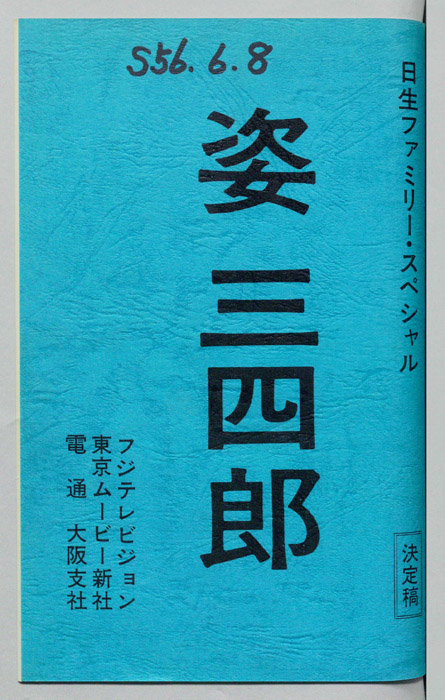 S56.6.8
日生ファミリー・スペシャル
姿 三四郎
決定稿
フジテレビジョン
東京ムービー新社
電通 大阪支社